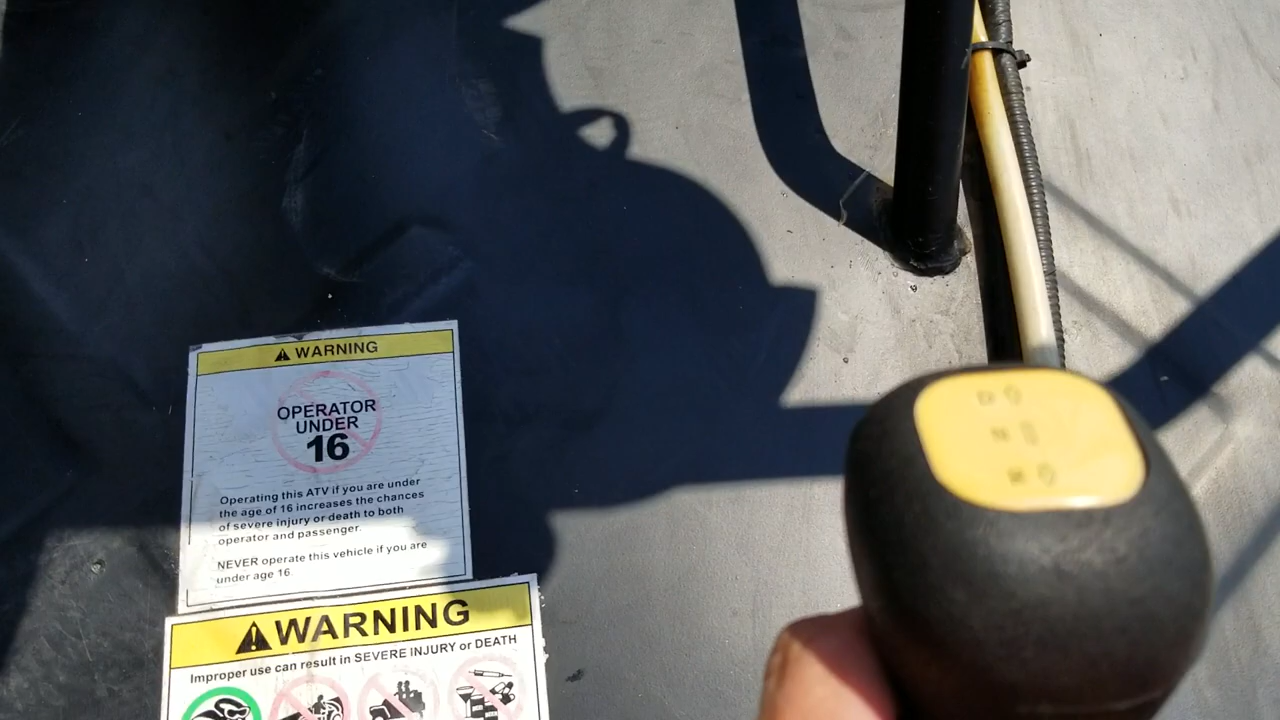 WARNING
OPERATOR
UNDER
16
Operating this ATV if you are under
the age of 16 increases the chances
of severe injury or death to both
operator and passenger.
NEVER operate this vehicle if you are
under age 16.
WARNING
Improper use can result in SEVERE INJURY or DEATH
D
N
R